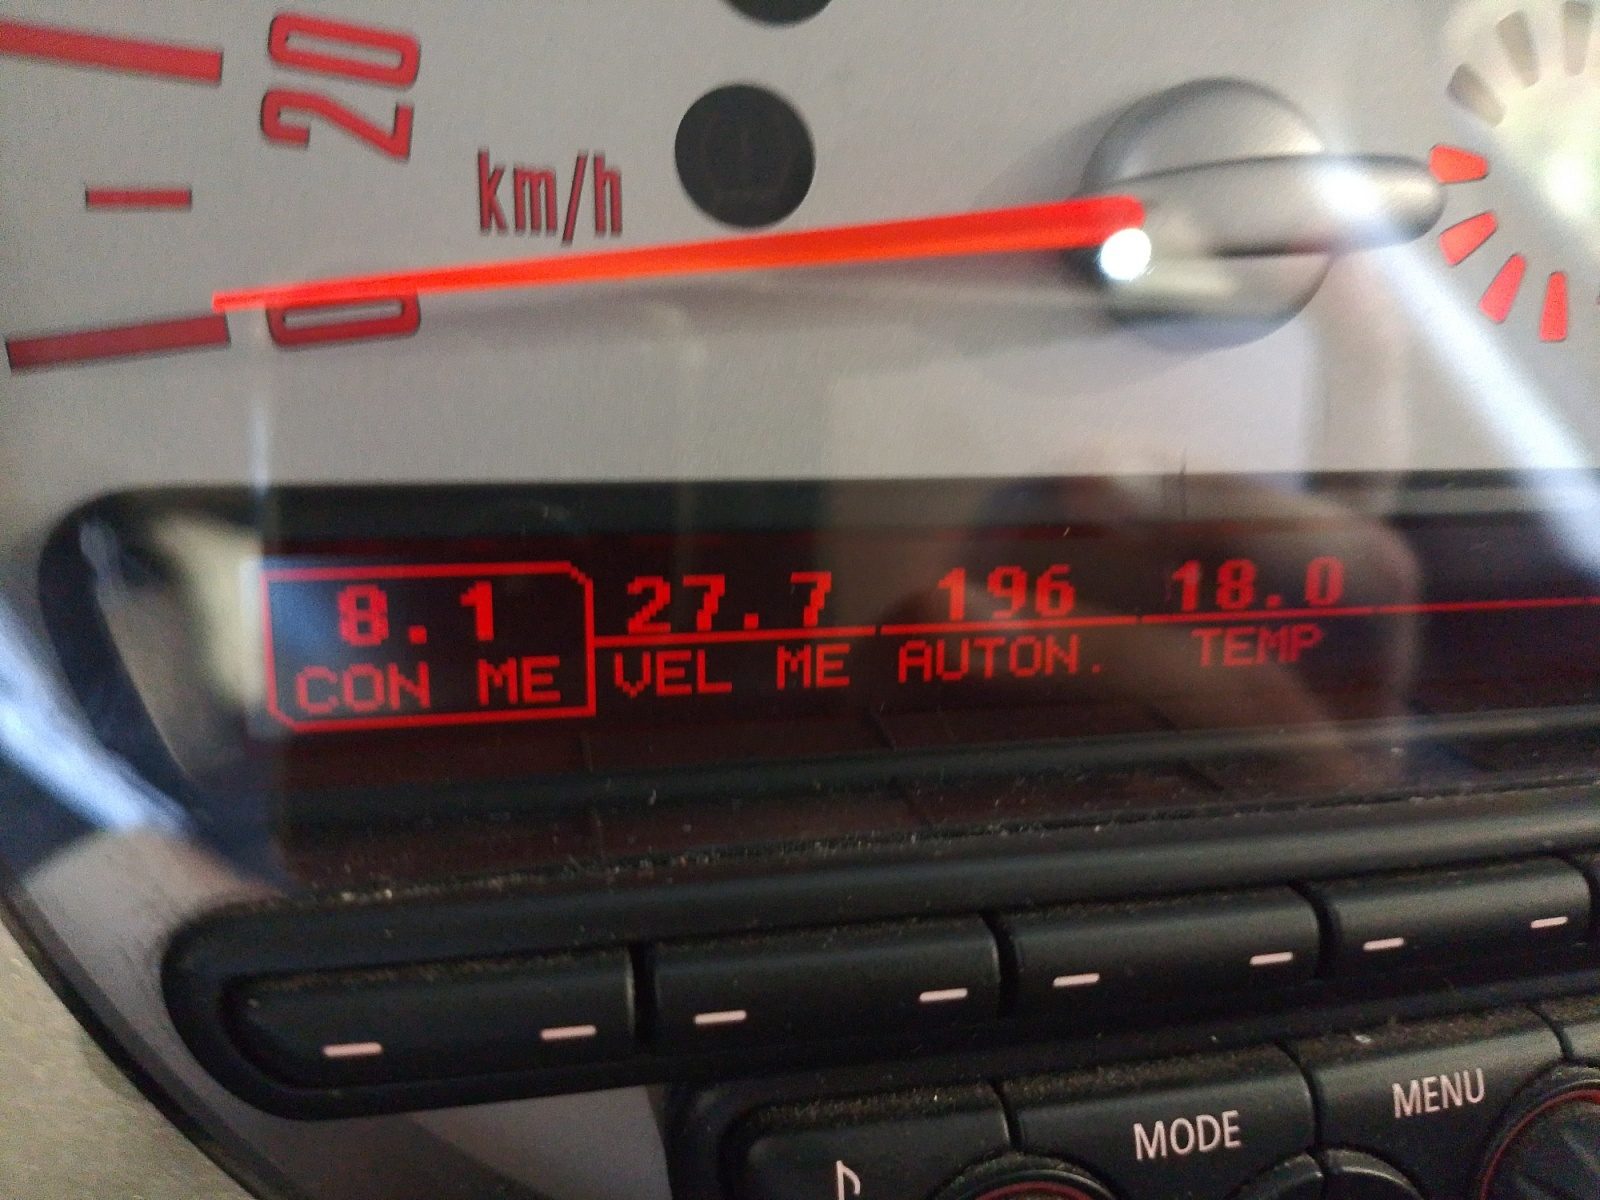 20
km/h
0
8.1 27.7 196 18.0
CON ME VEL ME AUTON. TEMP
MODE MENU